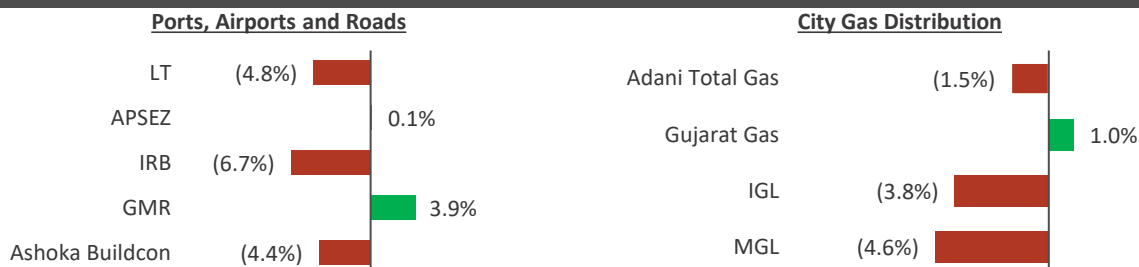 Ports, Airports and Roads
LT (4.8%)
APSEZ 0.1%
IRB (6.7%)
GMR 3.9%
Ashoka Buildcon (4.4%)
City Gas Distribution
Adani Total Gas (1.5%)
Gujarat Gas 1.0%
IGL (3.8%)
MGL (4.6%)